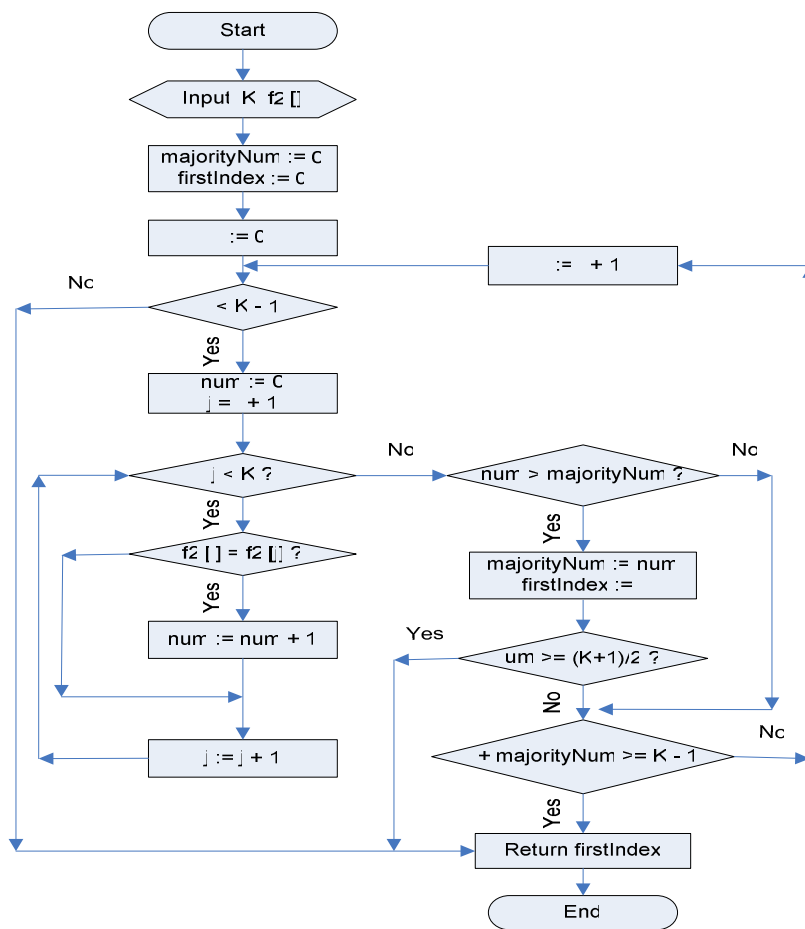 Start
Input K f2 []
majorityNum := 0
firstIndex := 0
:= 0
:= + 1
No
< K - 1
Yes
num := 0
j = + 1
j < K ?
No
num > majorityNum ?
No
Yes
Yes
f2 [ ] = f2 [j] ?
majorityNum := num
firstIndex :=
Yes
num := num + 1
Yes
um >= (K+1)/2 ?
No
j := j + 1
+ majorityNum >= K - 1
No
Yes
Return firstIndex
End